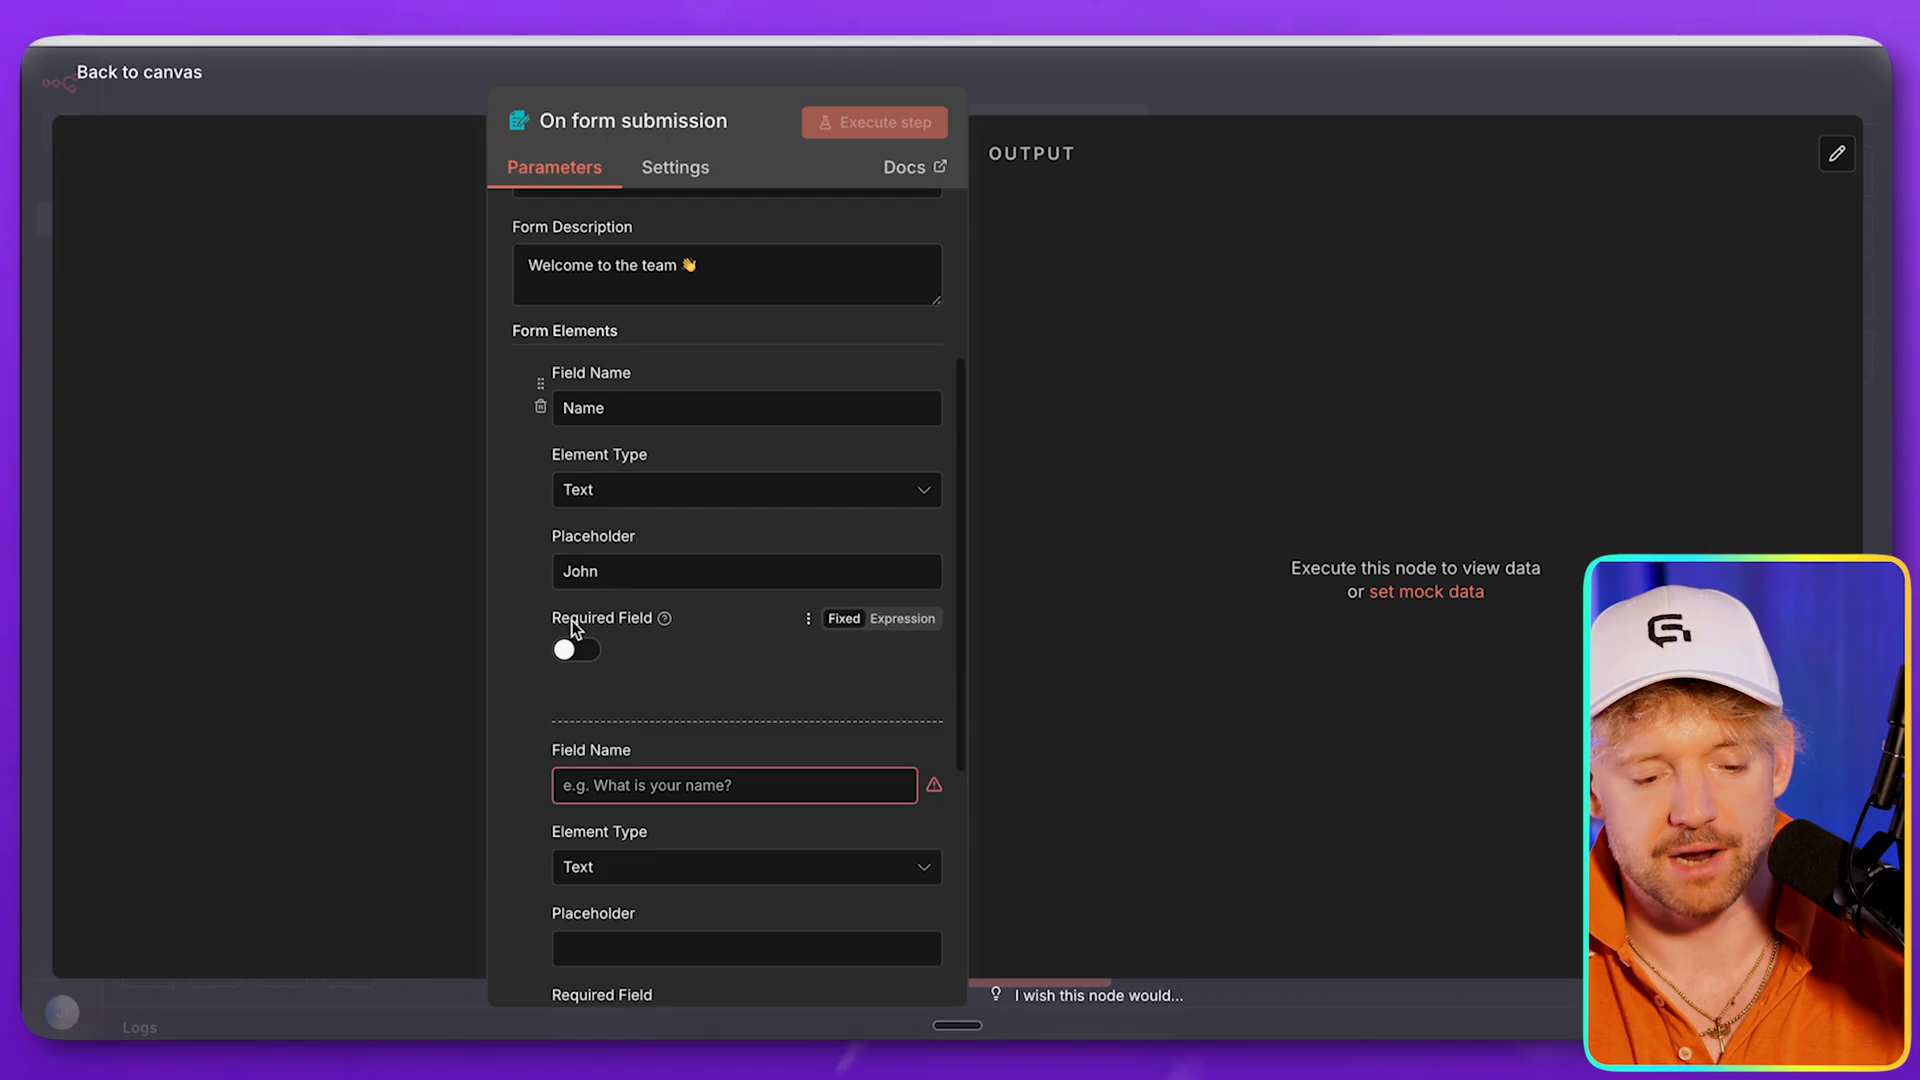 Back to canvas
On form submission
Execute step
Parameters
Settings
Docs
OUTPUT
Form Description
Welcome to the team 👋
Form Elements
Field Name
Name
Element Type
Text
Placeholder
John
Required Field
Fixed
Expression
Execute this node to view data
or set mock data
Field Name
e.g. What is your name?
Element Type
Text
Placeholder
Required Field
I wish this node would...
Logs